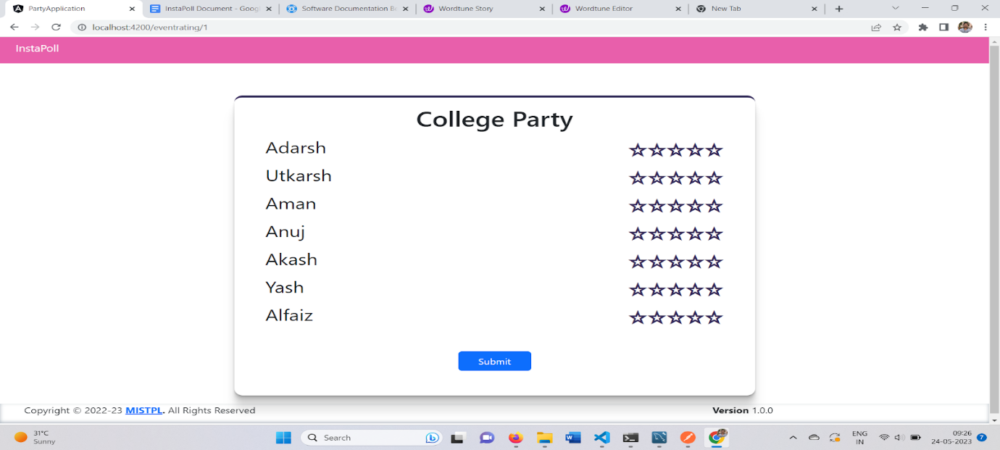 PartyApplication
InstaPoll Document - Goog
Software Documentation Be
Wordtune Story
Wordtune Editor
New Tab
localhost:4200/eventrating/1
InstaPoll
College Party
Adarsh
Utkarsh
Aman
Anuj
Akash
Yash
Alfaiz
Submit
Copyright © 2022-23 MISTPL. All Rights Reserved
Version 1.0.0
31°C
Sunny
Search
ENG
IN
09:26
24-05-2023
7